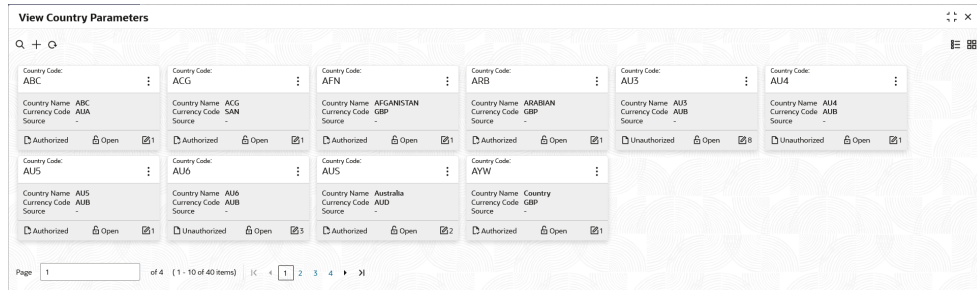 View Country Parameters
Country Code: Country Code: Country Code: Country Code: Country Code: Country Code:
ABC ACG AFN ARB AU3 AU4
Country Name ABC Country Name ACG Country Name AFGANISTAN Country Name ARABIAN Country Name AU3 Country Name AU4
Currency Code AUA Currency Code SAN Currency Code GBP Currency Code GBP Currency Code AUB Currency Code AUB
Source - Source - Source - Source - Source - Source -
Authorized Open 1 Authorized Open 1 Authorized Open 1 Authorized Open 1 Unauthorized Open 8 Unauthorized Open 1
Country Code: Country Code: Country Code: Country Code:
AU5 AU6 AUS AYW
Country Name AU5 Country Name AU6 Country Name Australia Country Name Country
Currency Code AUB Currency Code AUB Currency Code AUD Currency Code GBP
Source - Source - Source - Source -
Authorized Open 1 Unauthorized Open 3 Authorized Open 2 Authorized Open 1
Page 1 of 4 (1 - 10 of 40 items) 1 2 3 4